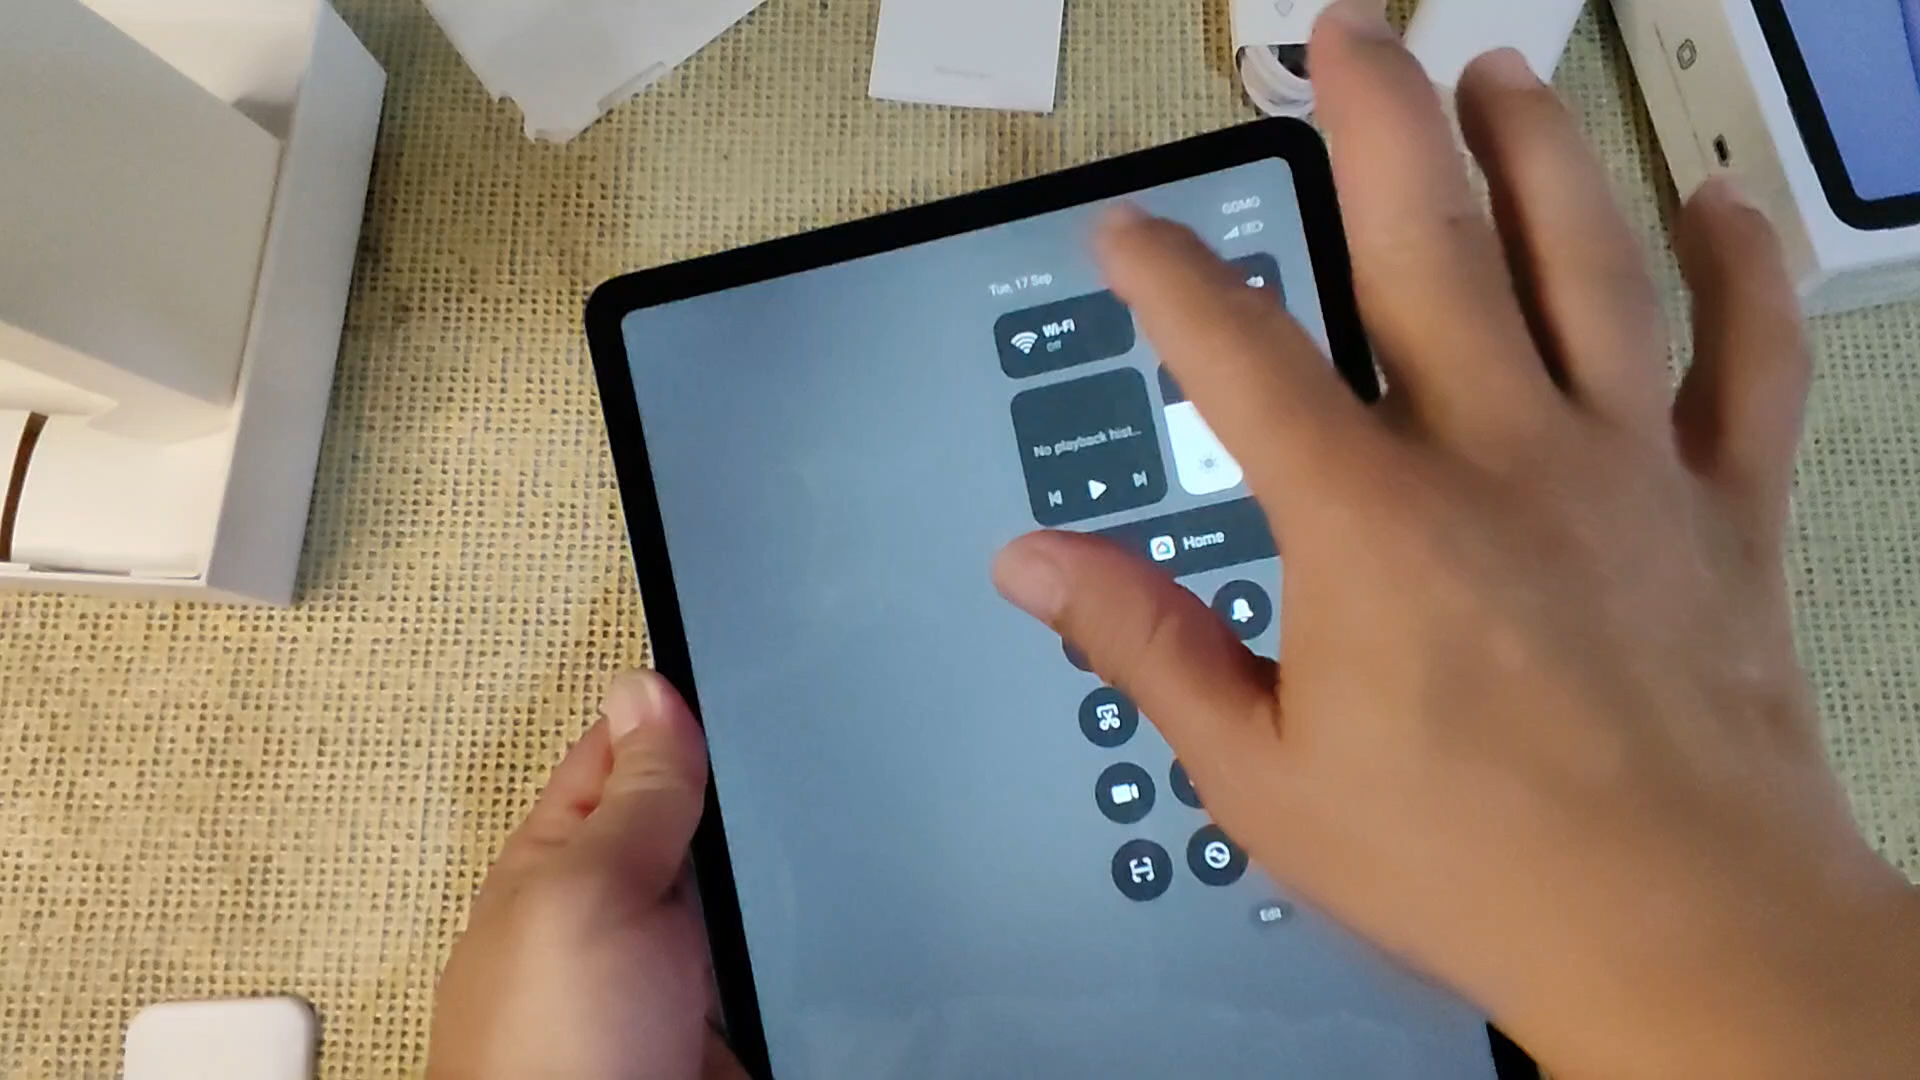 GOMO
Tue, 17 Sep
Wi-Fi
Off
No playback hist...
Home
Edit